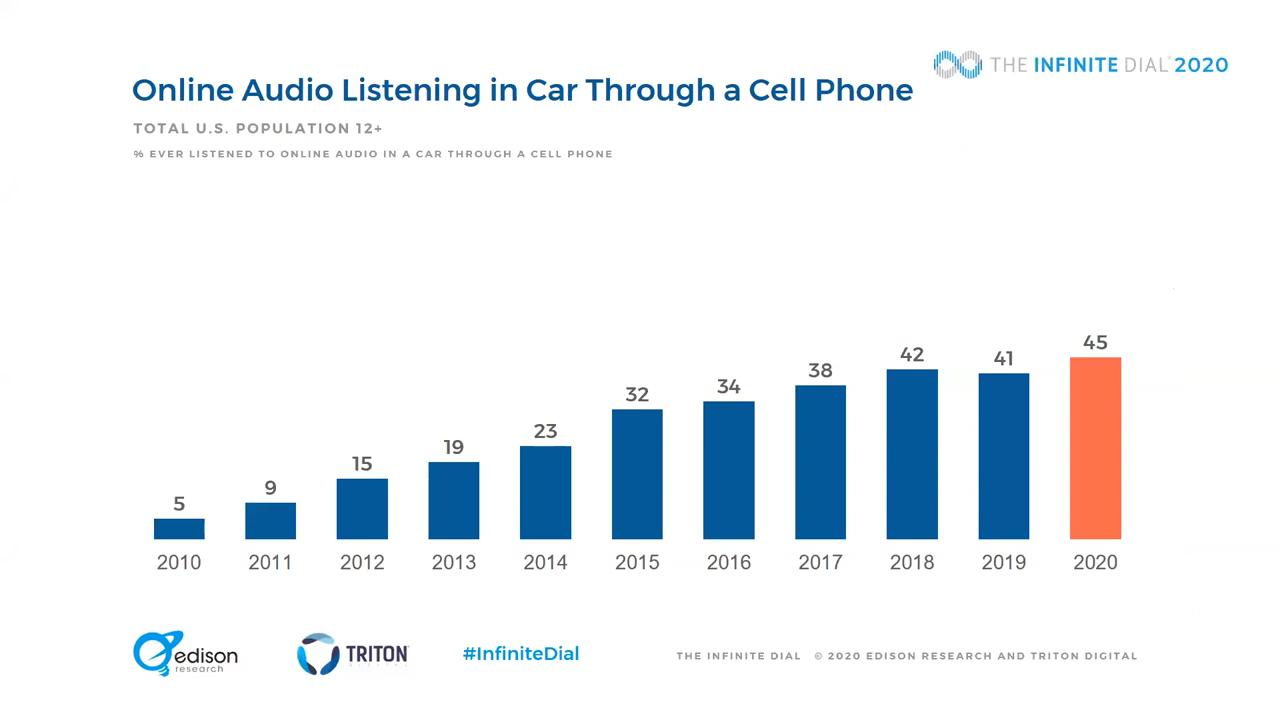 THE INFINITE DIAL® 2020
Online Audio Listening in Car Through a Cell Phone
TOTAL U.S. POPULATION 12+
% EVER LISTENED TO ONLINE AUDIO IN A CAR THROUGH A CELL PHONE
5 9 15 19 23 32 34 38 42 41 45
2010 2011 2012 2013 2014 2015 2016 2017 2018 2019 2020
edison
research
TRITON
#InfiniteDial
THE INFINITE DIAL © 2020 EDISON RESEARCH AND TRITON DIGITAL